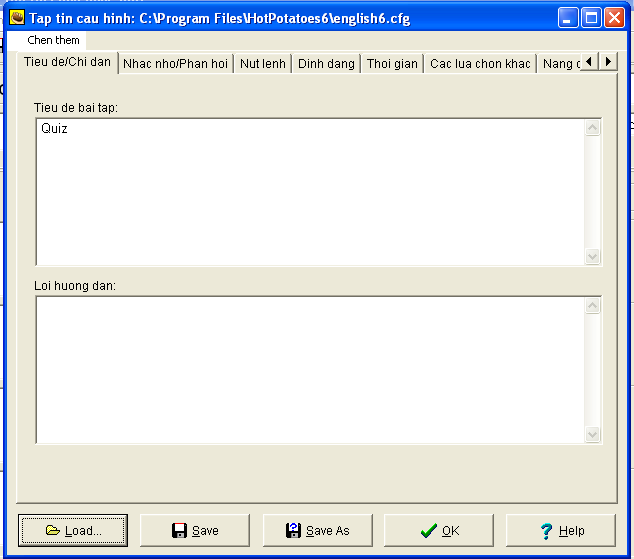 Tap tin cau hinh: C:\Program Files\HotPotatoes6\english6.cfg
Chen them
Tieu de/Chi dan Nhac nho/Phan hoi Nut lenh Dinh dang Thoi gian Cac lua chon khac Nang
Tieu de bai tap:
Quiz
Loi huong dan:
Load... Save Save As OK Help